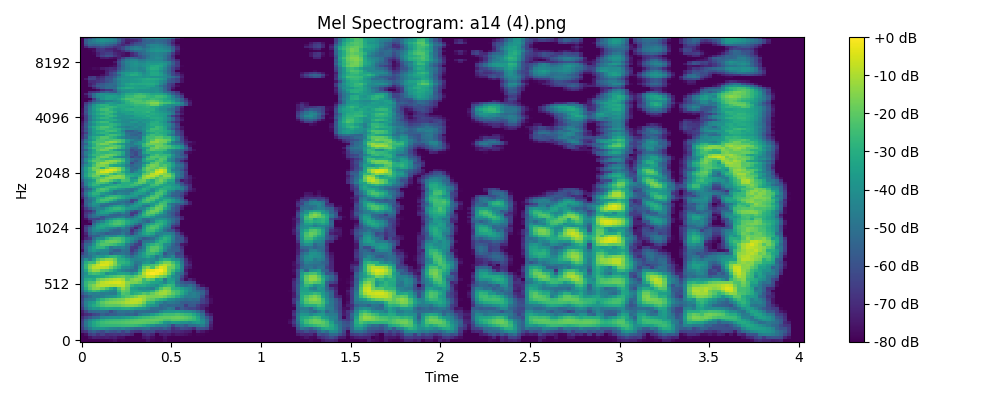 Mel Spectrogram: a14 (4).png
Hz
8192
4096
2048
1024
512
0
0 0.5 1 1.5 2 2.5 3 3.5 4
Time
+0 dB
-10 dB
-20 dB
-30 dB
-40 dB
-50 dB
-60 dB
-70 dB
-80 dB